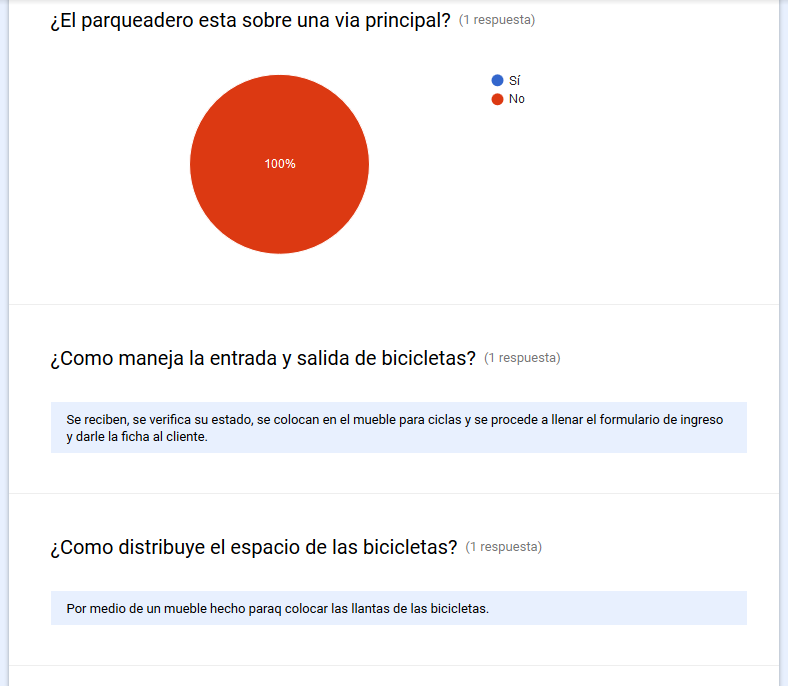 ¿El parqueadero esta sobre una via principal? (1 respuesta)
Sí
No
100%
¿Como maneja la entrada y salida de bicicletas? (1 respuesta)
Se reciben, se verifica su estado, se colocan en el mueble para ciclas y se procede a llenar el formulario de ingreso
y darle la ficha al cliente.
¿Como distribuye el espacio de las bicicletas? (1 respuesta)
Por medio de un mueble hecho paraq colocar las llantas de las bicicletas.